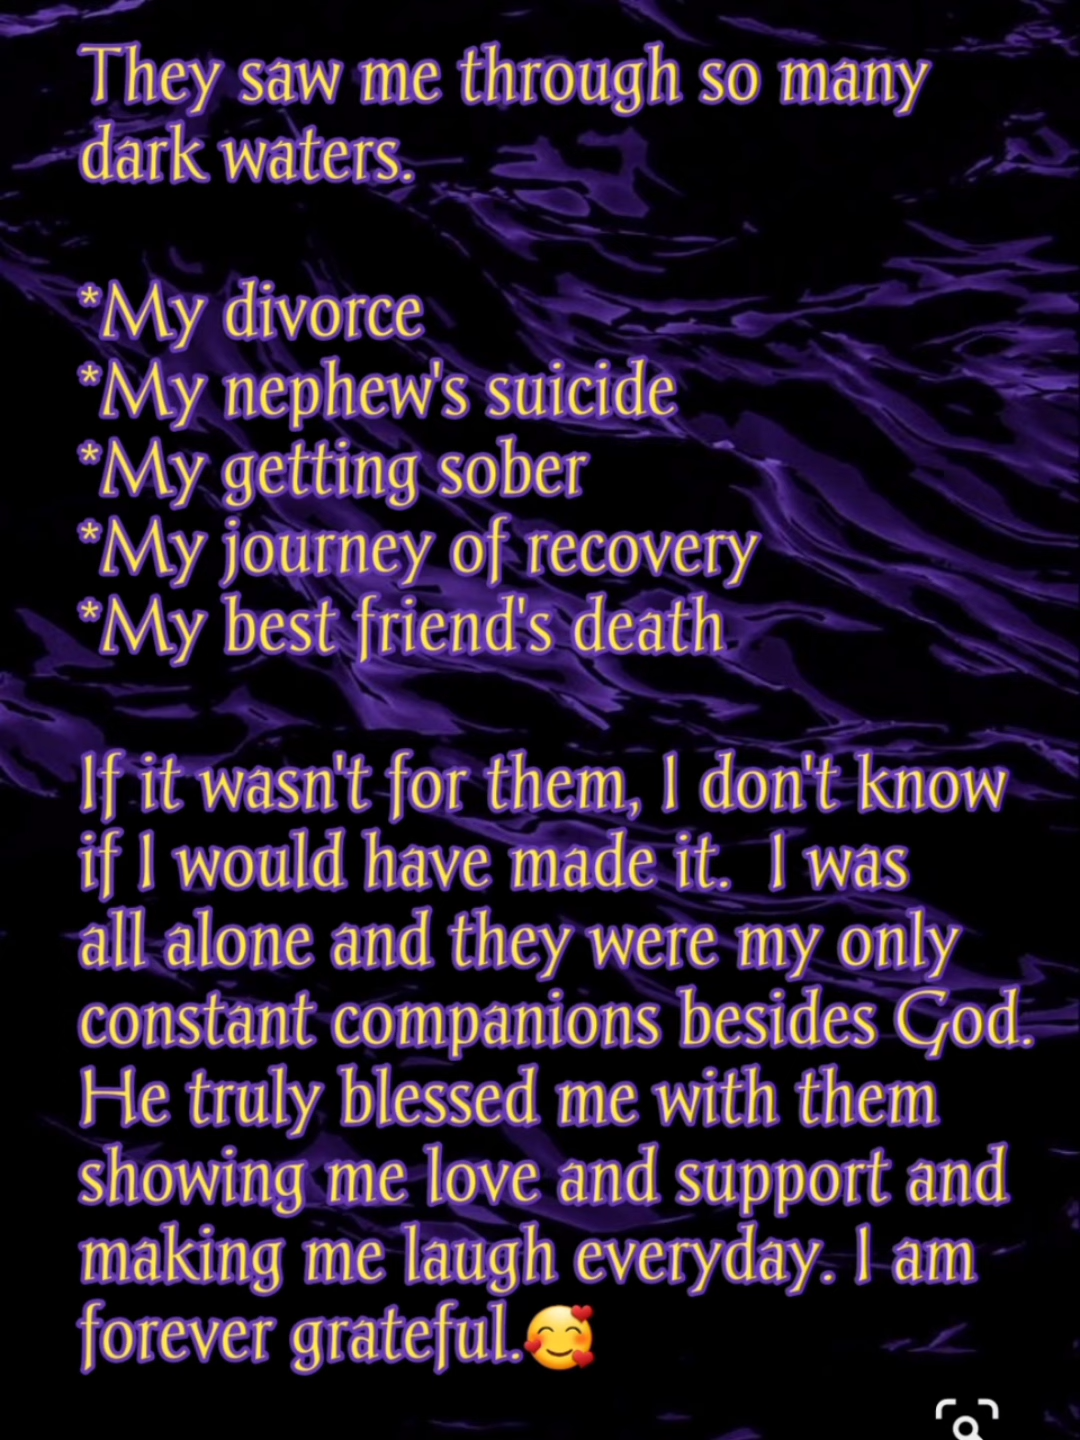 They saw me through so many
dark waters.
*My divorce
*My nephew's suicide
*My getting sober
*My journey of recovery
*My best friend's death
If it wasn't for them, I don't know
if I would have made it.  I was
all alone and they were my only
constant companions besides God.
He truly blessed me with them
showing me love and support and
making me laugh everyday. I am
forever grateful.🥰